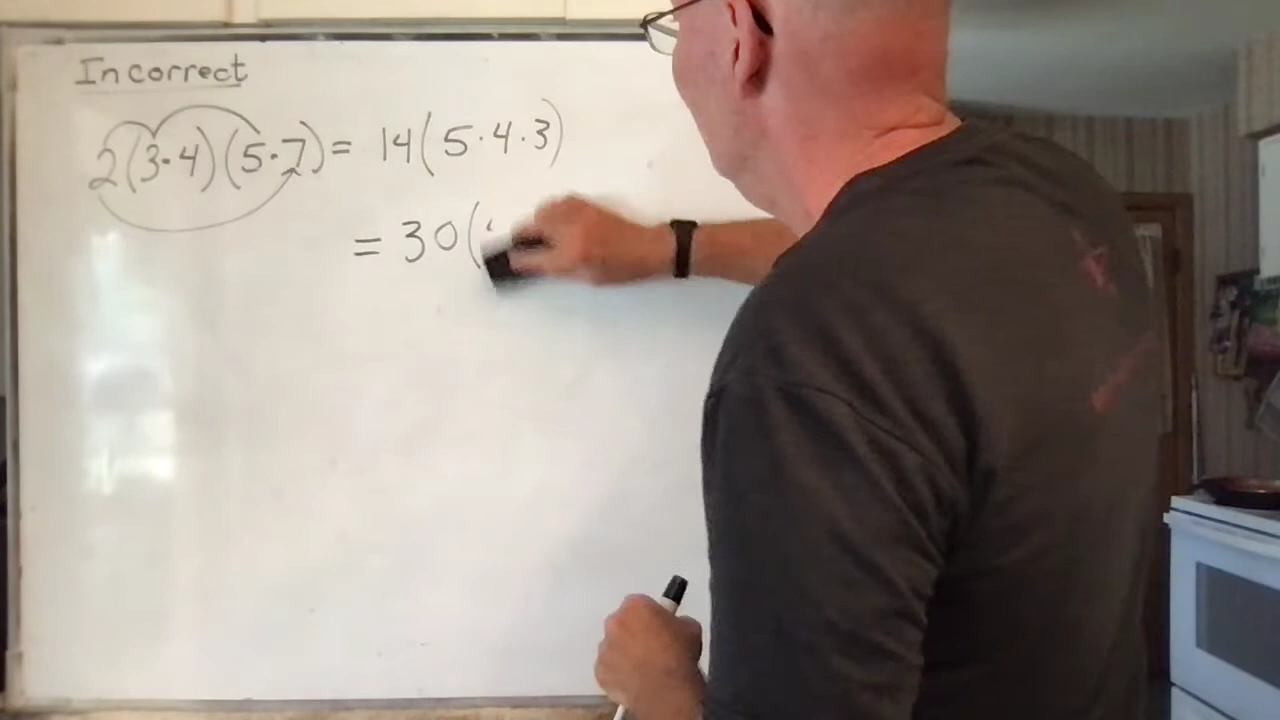 Incorrect
2(3·4)(5·7)= 14(5·4·3)
= 30(